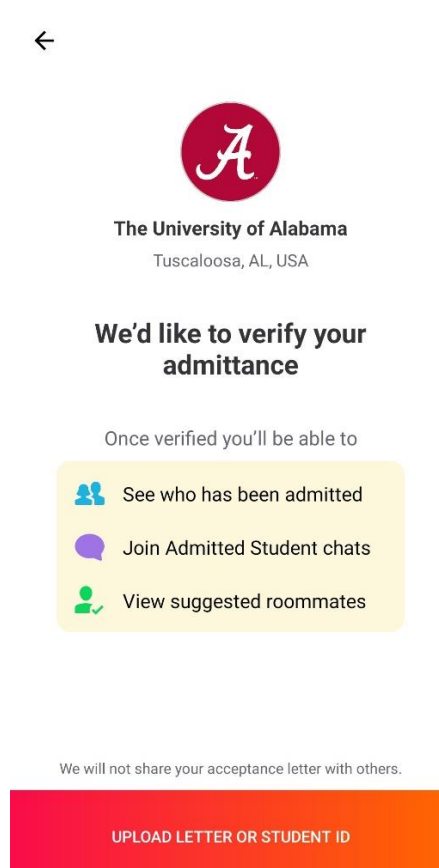 A
The University of Alabama
Tuscaloosa, AL, USA
We’d like to verify your
admittance
Once verified you’ll be able to
See who has been admitted
Join Admitted Student chats
View suggested roommates
We will not share your acceptance letter with others.
UPLOAD LETTER OR STUDENT ID